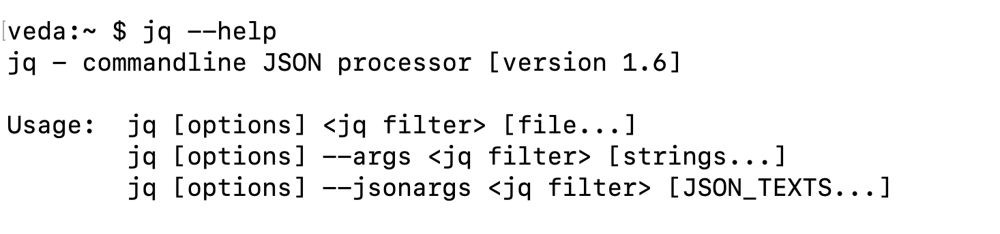 [veda:~ $ jq --help
jq - commandline JSON processor [version 1.6]
Usage:  jq [options] <jq filter> [file...]
        jq [options] --args <jq filter> [strings...]
        jq [options] --jsonargs <jq filter> [JSON_TEXTS...]